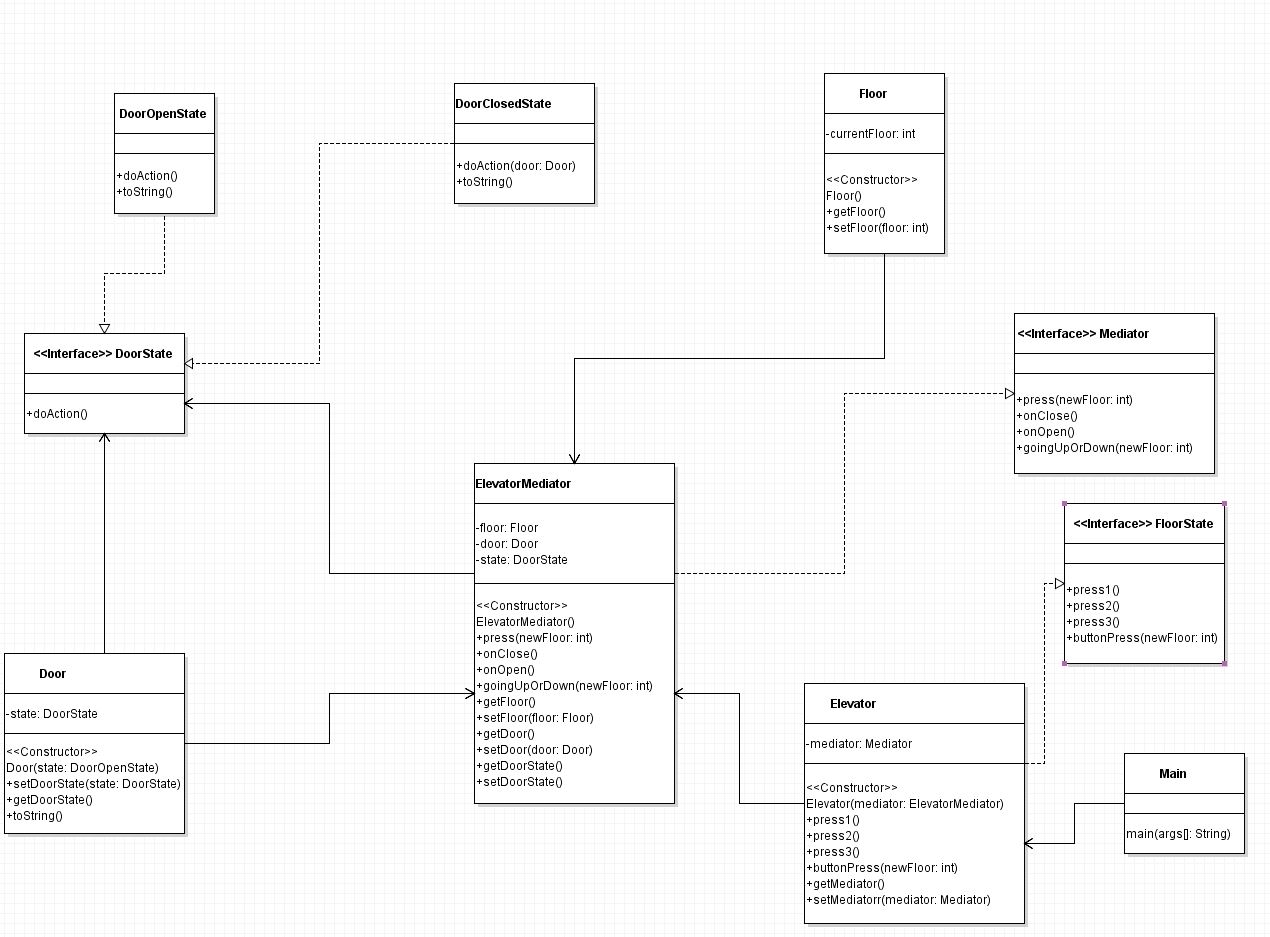 DoorOpenState
+doAction()
+toString()
DoorClosedState
+doAction(door: Door)
+toString()
Floor
-currentFloor: int
<<Constructor>>
Floor()
+getFloor()
+setFloor(floor: int)
<<Interface>> DoorState
+doAction()
<<Interface>> Mediator
+press(newFloor: int)
+onClose()
+onOpen()
+goingUpOrDown(newFloor: int)
ElevatorMediator
-floor: Floor
-door: Door
-state: DoorState
<<Constructor>>
ElevatorMediator()
+press(newFloor: int)
+onClose()
+onOpen()
+goingUpOrDown(newFloor: int)
+getFloor()
+setFloor(floor: Floor)
+getDoor()
+setDoor(door: Door)
+getDoorState()
+setDoorState()
<<Interface>> FloorState
+press1()
+press2()
+press3()
+buttonPress(newFloor: int)
Door
-state: DoorState
<<Constructor>>
Door(state: DoorOpenState)
+setDoorState(state: DoorState)
+getDoorState()
+toString()
Elevator
-mediator: Mediator
<<Constructor>>
Elevator(mediator: ElevatorMediator)
+press1()
+press2()
+press3()
+buttonPress(newFloor: int)
+getMediator()
+setMediatorr(mediator: Mediator)
Main
main(args[]: String)